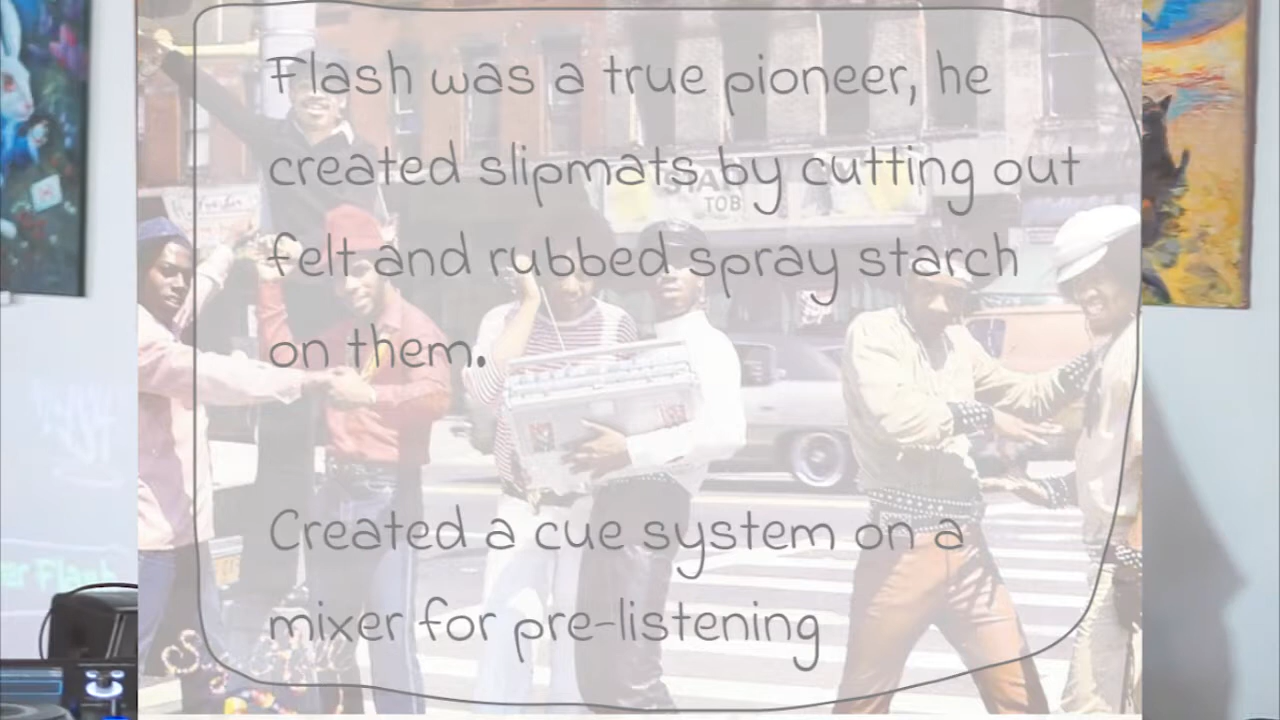 Flash was a true pioneer, he
created slipmats by cutting out
felt and rubbed spray starch
on them.
Created a cue system on a
mixer for pre-listening
TOB